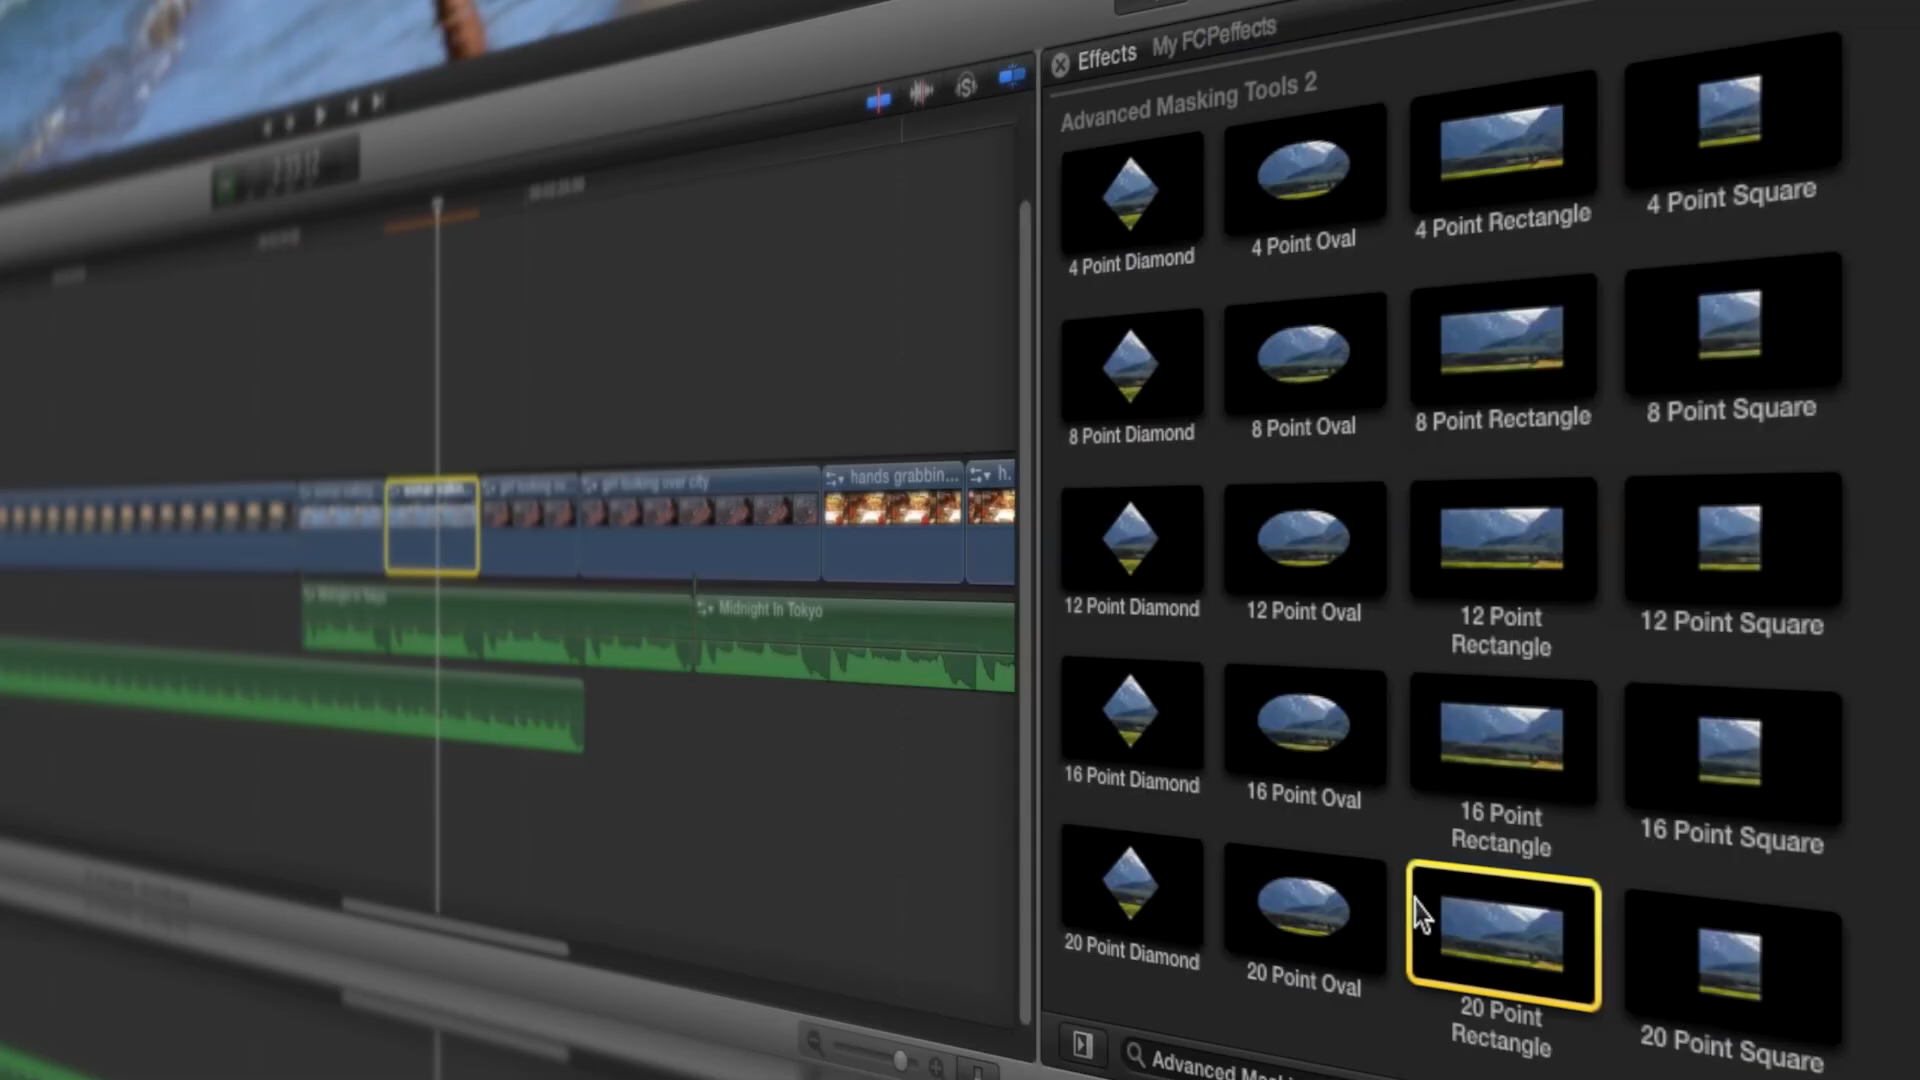 Effects
My FCPeffects
Advanced Masking Tools 2
4 Point Diamond
4 Point Oval
4 Point Rectangle
4 Point Square
8 Point Diamond
8 Point Oval
8 Point Rectangle
8 Point Square
12 Point Diamond
12 Point Oval
12 Point
Rectangle
12 Point Square
16 Point Diamond
16 Point Oval
16 Point
Rectangle
16 Point Square
20 Point Diamond
20 Point Oval
20 Point
Rectangle
20 Point Square
girl looking over city
hands grabbin...
h.
Midnight In Tokyo
Advanced